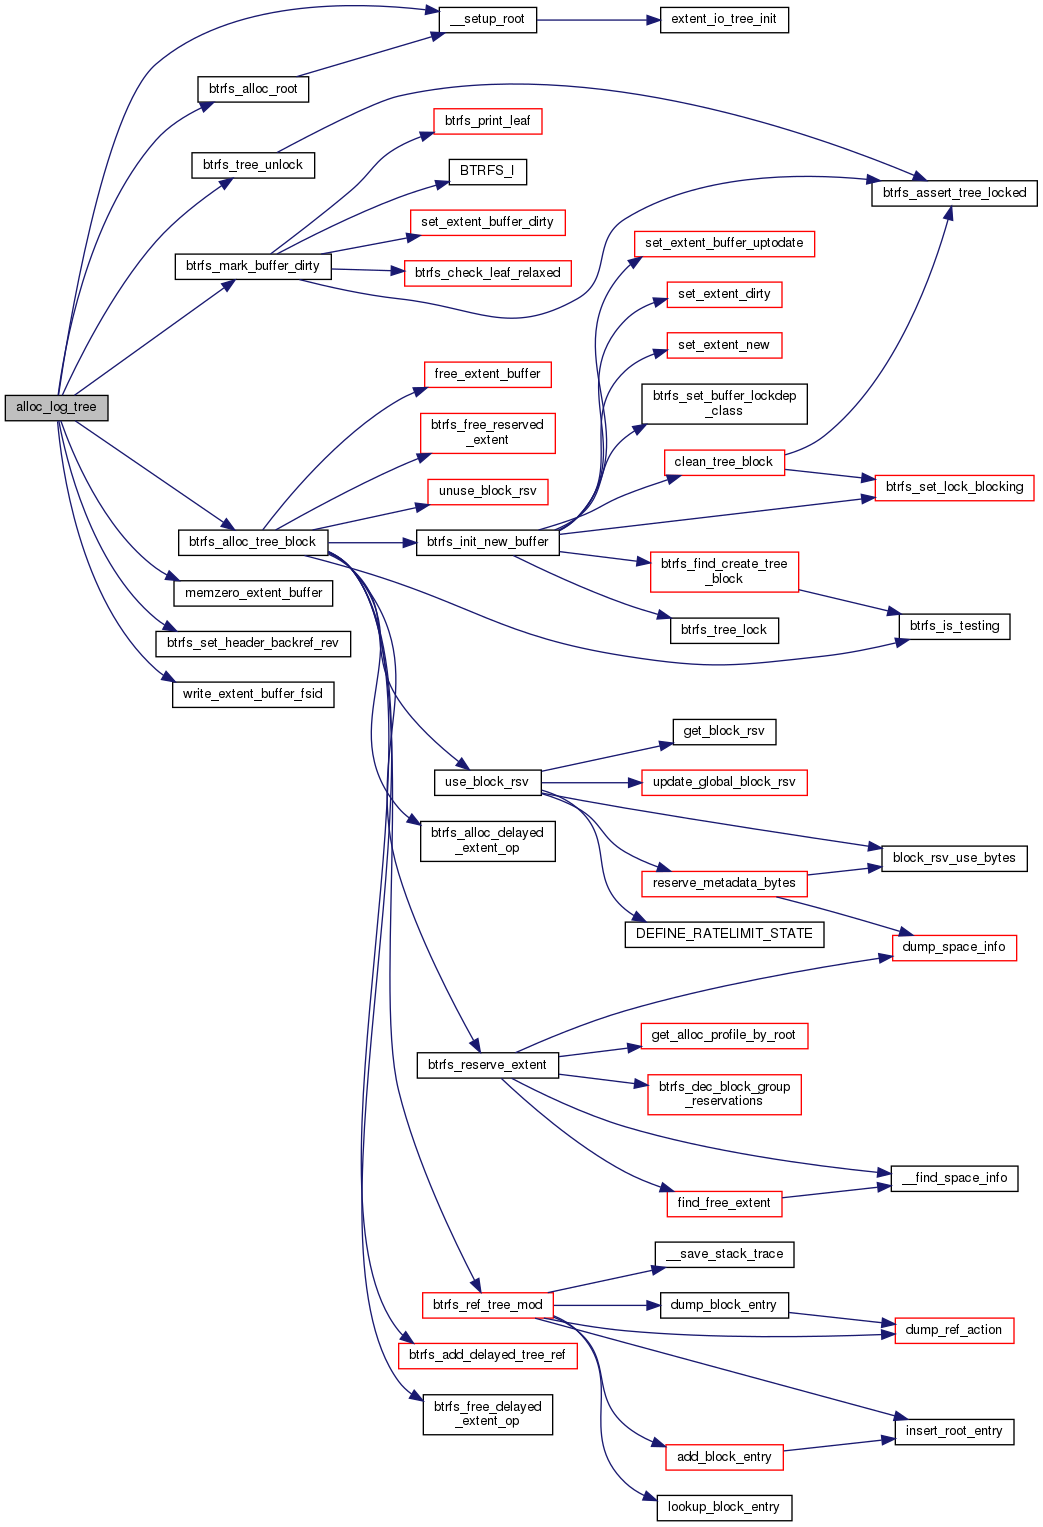 __setup_root
extent_io_tree_init
btrfs_alloc_root
btrfs_print_leaf
btrfs_tree_unlock
BTRFS_I
btrfs_assert_tree_locked
set_extent_buffer_dirty
set_extent_buffer_uptodate
btrfs_mark_buffer_dirty
btrfs_check_leaf_relaxed
set_extent_dirty
set_extent_new
free_extent_buffer
btrfs_set_buffer_lockdep
_class
alloc_log_tree
btrfs_free_reserved
_extent
clean_tree_block
unuse_block_rsv
btrfs_set_lock_blocking
btrfs_alloc_tree_block
btrfs_init_new_buffer
btrfs_find_create_tree
_block
memzero_extent_buffer
btrfs_tree_lock
btrfs_is_testing
btrfs_set_header_backref_rev
write_extent_buffer_fsid
get_block_rsv
use_block_rsv
update_global_block_rsv
btrfs_alloc_delayed
_extent_op
block_rsv_use_bytes
reserve_metadata_bytes
DEFINE_RATELIMIT_STATE
dump_space_info
get_alloc_profile_by_root
btrfs_reserve_extent
btrfs_dec_block_group
_reservations
__find_space_info
find_free_extent
__save_stack_trace
btrfs_ref_tree_mod
dump_block_entry
dump_ref_action
btrfs_add_delayed_tree_ref
btrfs_free_delayed
_extent_op
insert_root_entry
add_block_entry
lookup_block_entry